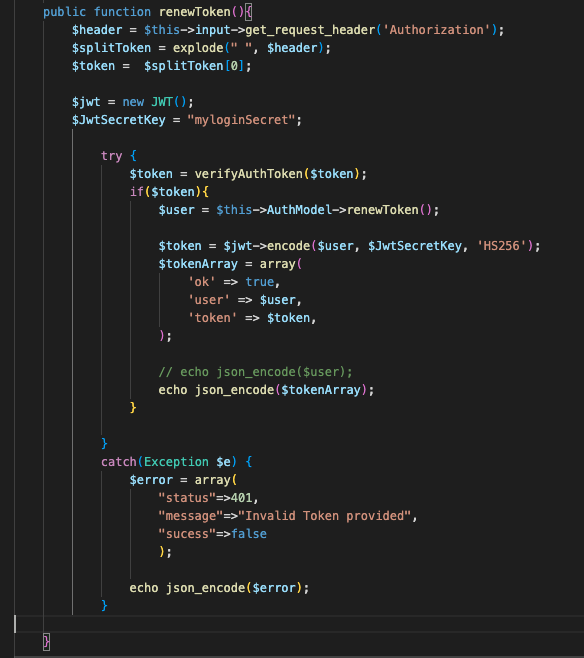 public function renewToken(){
$header = $this->input->get_request_header('Authorization');
$splitToken = explode(" ", $header);
$token =  $splitToken[0];
$jwt = new JWT();
$JwtSecretKey = "myloginSecret";
try {
$token = verifyAuthToken($token);
if($token){
$user = $this->AuthModel->renewToken();
$token = $jwt->encode($user, $JwtSecretKey, 'HS256');
$tokenArray = array(
'ok' => true,
'user' => $user,
'token' => $token,
);
// echo json_encode($user);
echo json_encode($tokenArray);
}
}
catch(Exception $e) {
$error = array(
"status"=>401,
"message"=>"Invalid Token provided",
"sucess"=>false
);
echo json_encode($error);
}
}